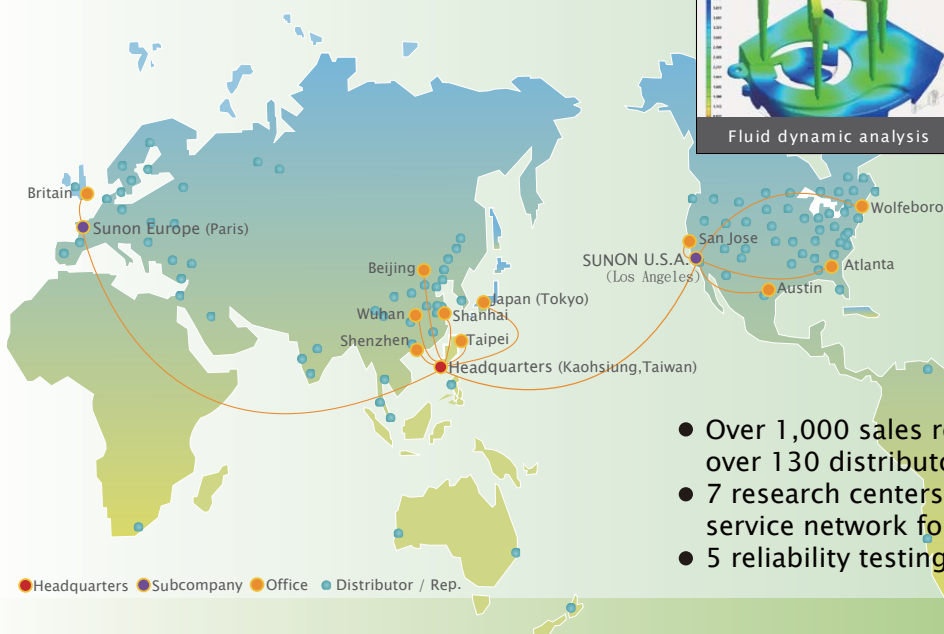 Fluid dynamic analysis
Britain
Sunon Europe (Paris)
Wolfeboro
San Jose
SUNON U.S.A.
(Los Angeles)
Atlanta
Austin
Beijing
Japan (Tokyo)
Wuhan
Shanhai
Shenzhen
Taipei
Headquarters (Kaohsiung,Taiwan)
● Over 1,000 sales r
over 130 distributo
● 7 research centers
service network fo
● 5 reliability testing
Headquarters Subcompany Office Distributor / Rep.